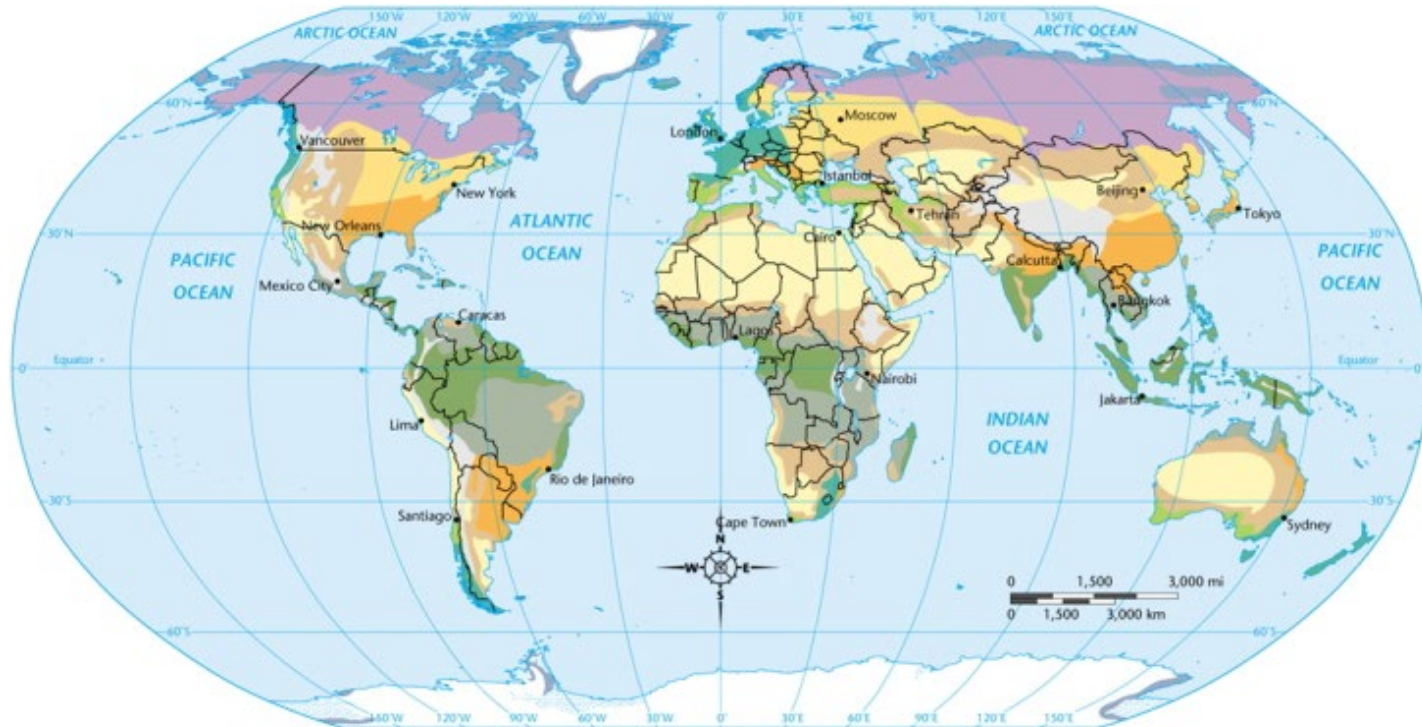 150°W 120°W 90°W 60°W 30°W 0° 30°E 60°E 90°E 120°E 150°E
ARCTIC OCEAN
ARCTIC OCEAN
60°N
60°N
Moscow
London
Vancouver
Istanbul
Beijing
New York
Tehran
Tokyo
ATLANTIC
OCEAN
New Orleans
30°N
Cairo
30°N
PACIFIC
OCEAN
PACIFIC
OCEAN
Calcutta
Mexico City
Bangkok
Caracas
Lagos
Equator
Equator
0°
0°
Nairobi
Jakarta
INDIAN
OCEAN
Lima
Rio de Janeiro
30°S
30°S
Santiago
Cape Town
Sydney
N
W E
S
0 1,500 3,000 mi
0 1,500 3,000 km
60°S
60°S
150°W 120°W 90°W 60°W 30°W 0° 30°E 60°E 90°E 120°E 150°E